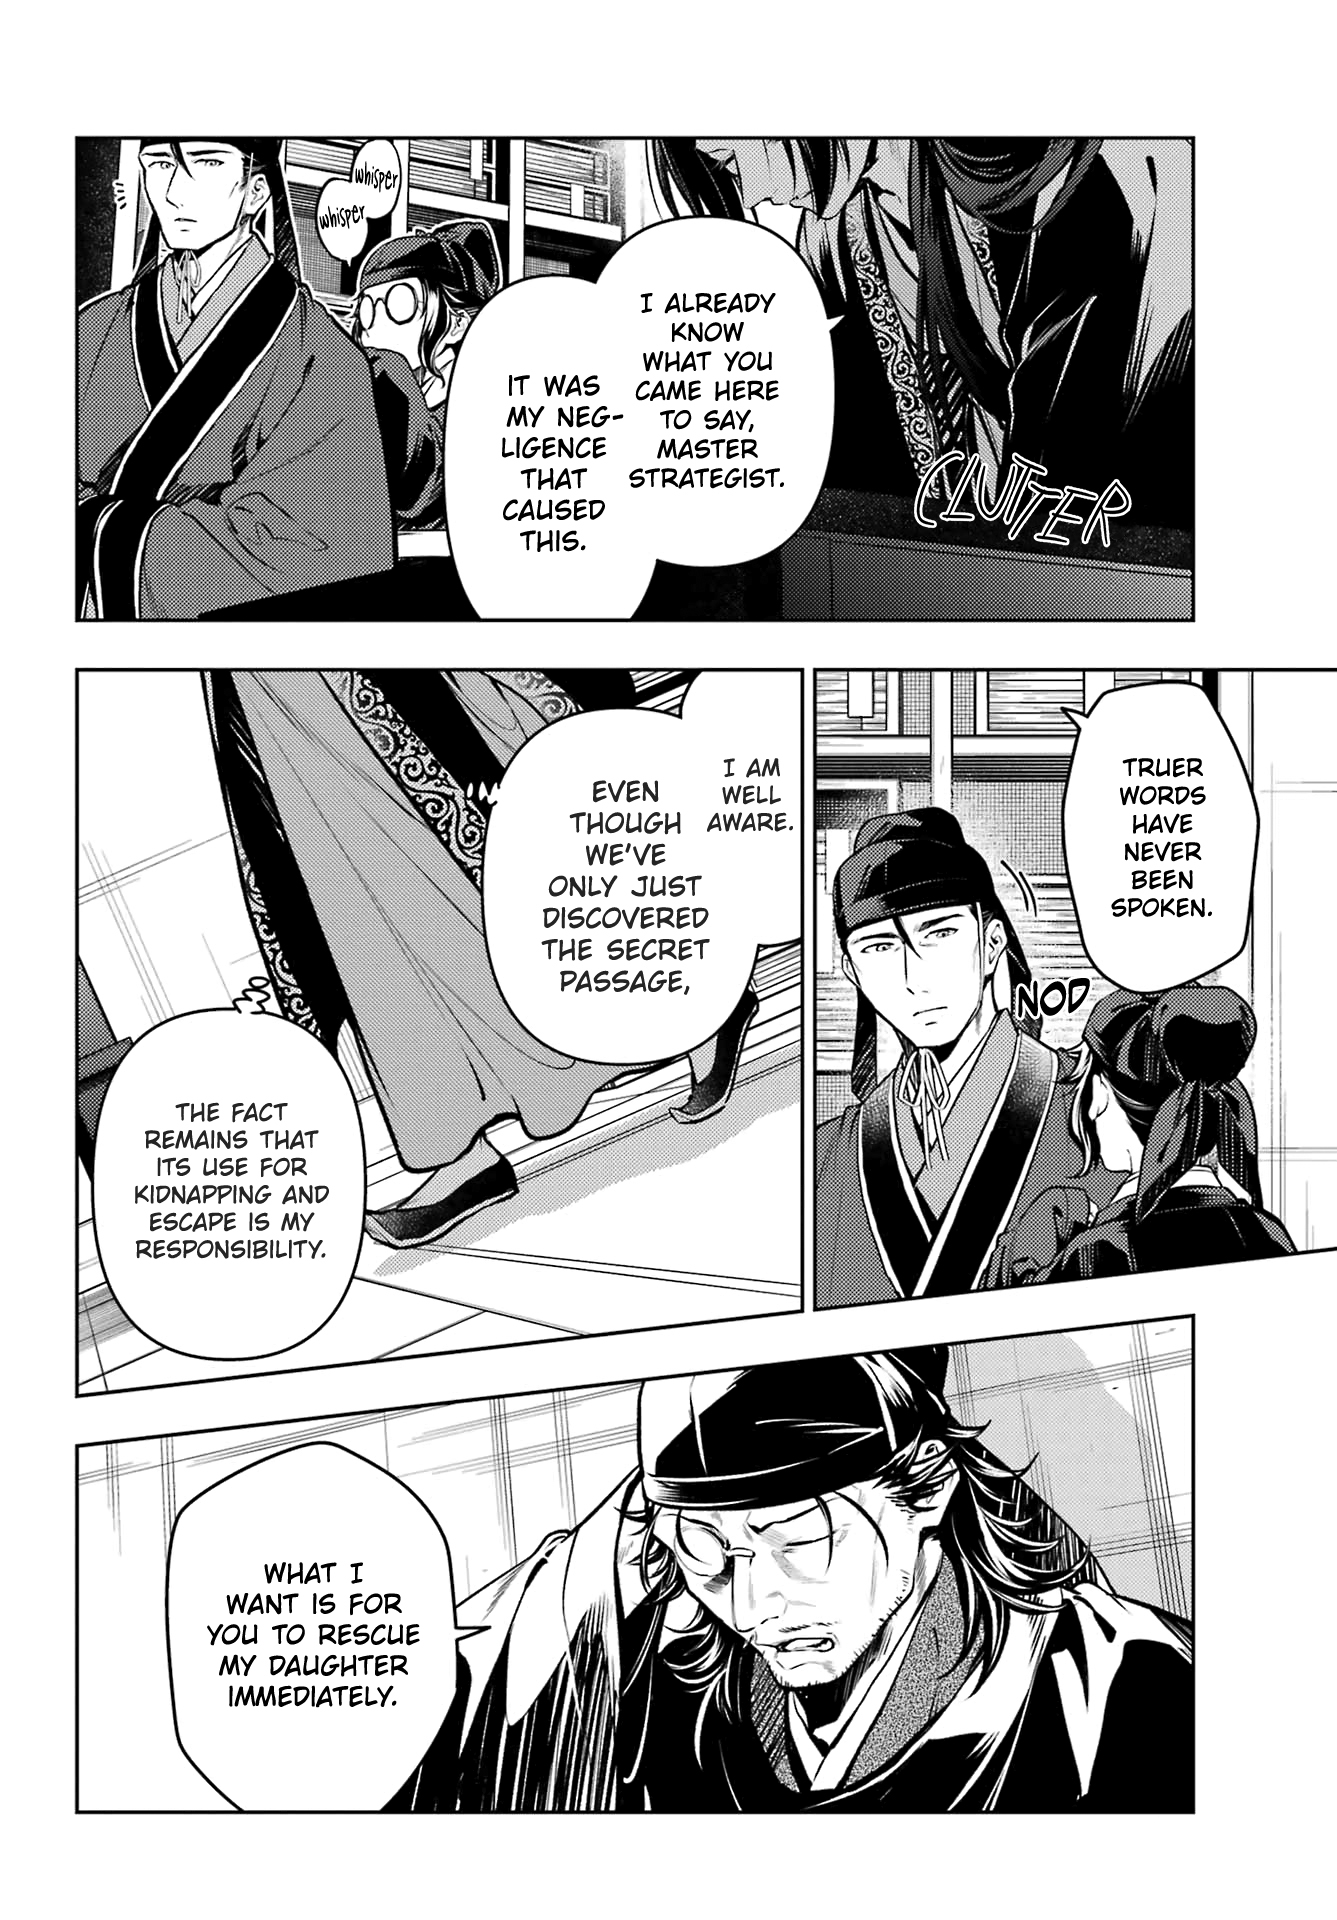 I ALREADY
KNOW
WHAT YOU
CAME HERE
TO SAY,
MASTER
STRATEGIST.
IT WAS
MY NEG-
LIGENCE
THAT
CAUSED
THIS.
CLUTTER
whisper
whisper
TRUER
WORDS
HAVE
NEVER
BEEN
SPOKEN.
NOD
I AM
WELL
AWARE.
EVEN
THOUGH
WE'VE
ONLY JUST
DISCOVERED
THE SECRET
PASSAGE,
THE FACT
REMAINS THAT
ITS USE FOR
KIDNAPPING AND
ESCAPE IS MY
RESPONSIBILITY.
WHAT I
WANT IS FOR
YOU TO RESCUE
MY DAUGHTER
IMMEDIATELY.